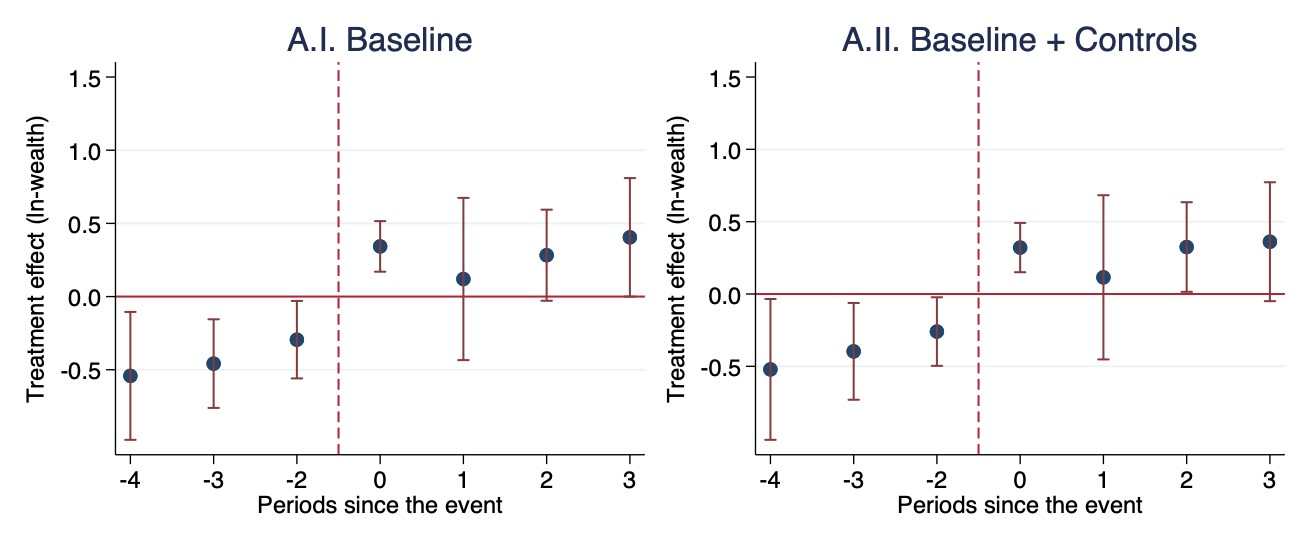 A.I. Baseline
Treatment effect (ln-wealth)
1.5
1.0
0.5
0.0
-0.5
-4 -3 -2 0 1 2 3
Periods since the event
A.II. Baseline + Controls
Treatment effect (ln-wealth)
1.5
1.0
0.5
0.0
-0.5
-4 -3 -2 0 1 2 3
Periods since the event